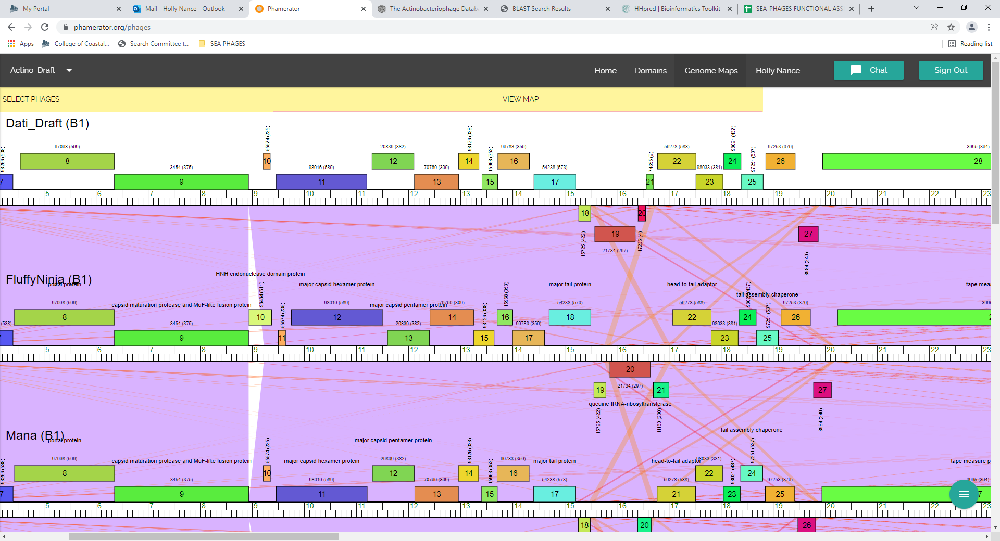 My Portal
Mail - Holly Nance - Outlook
Phamerator
The Actinobacteriophage Datab
BLAST Search Results
HHpred | Bioinformatics Toolkit
SEA-PHAGES FUNCTIONAL ASS
phamerator.org/phages
Apps
College of Coastal...
Search Committee t...
SEA PHAGES
Reading list
Actino_Draft
Home
Domains
Genome Maps
Holly Nance
Chat
Sign Out
SELECT PHAGES
VIEW MAP
Dati_Draft (B1)
98266 (538)
97068 (569)
3454 (375)
55574 (235)
98016 (589)
20839 (382)
70760 (309)
98126 (338)
15968 (353)
96783 (356)
54238 (573)
74655 (2)
56278 (588)
98033 (381)
98021 (437)
97251 (537)
97253 (376)
3995 (364)
7 8 9 10 11 12 13 14 15 16 17 21 22 23 24 25 26 28
5 6 7 8 9 10 11 12 13 14 15 16 17 18 19 20 21 22 23
18 19 20 27
15725 (422)
21734 (297)
17236 (4)
8984 (240)
FluffyNinja (B1)
portal protein
HNH endonuclease domain protein
major capsid hexamer protein
major tail protein
head-to-tail adaptor
tail assembly chaperone
tape meas
capsid maturation protease and MuF-like fusion protein
major capsid pentamer protein
(538)
97068 (569)
3454 (375)
98484 (611)
55574 (235)
98016 (589)
20839 (382)
70760 (309)
98126 (338)
15968 (353)
96783 (356)
54238 (573)
56278 (588)
98033 (381)
98021 (437)
97251 (537)
97253 (376)
3995
8 9 10 11 12 13 14 15 16 17 18 22 23 24 25 26 2
5 6 7 8 9 10 11 12 13 14 15 16 17 18 19 20 21 22 23
19 20 21 27
15725 (422)
21734 (297)
queuine tRNA-ribosyltransferase
11160 (230)
8984 (240)
Mana (B1)
portal protein
capsid maturation protease and MuF-like fusion protein
major capsid hexamer protein
major capsid pentamer protein
major tail protein
head-to-tail adaptor
tail assembly chaperone
tape measure p
98266 (538)
97068 (569)
3454 (375)
55574 (235)
98016 (589)
20839 (382)
70760 (309)
98126 (338)
15968 (353)
96783 (356)
54238 (573)
56278 (588)
98033 (381)
98021 (437)
97251 (537)
97253 (376)
3995 (364)
7 8 9 10 11 12 13 14 15 16 17 21 22 23 24 25 7
5 6 7 8 9 10 11 12 13 14 15 16 17 18 19 20 21 22 23
18 20 26